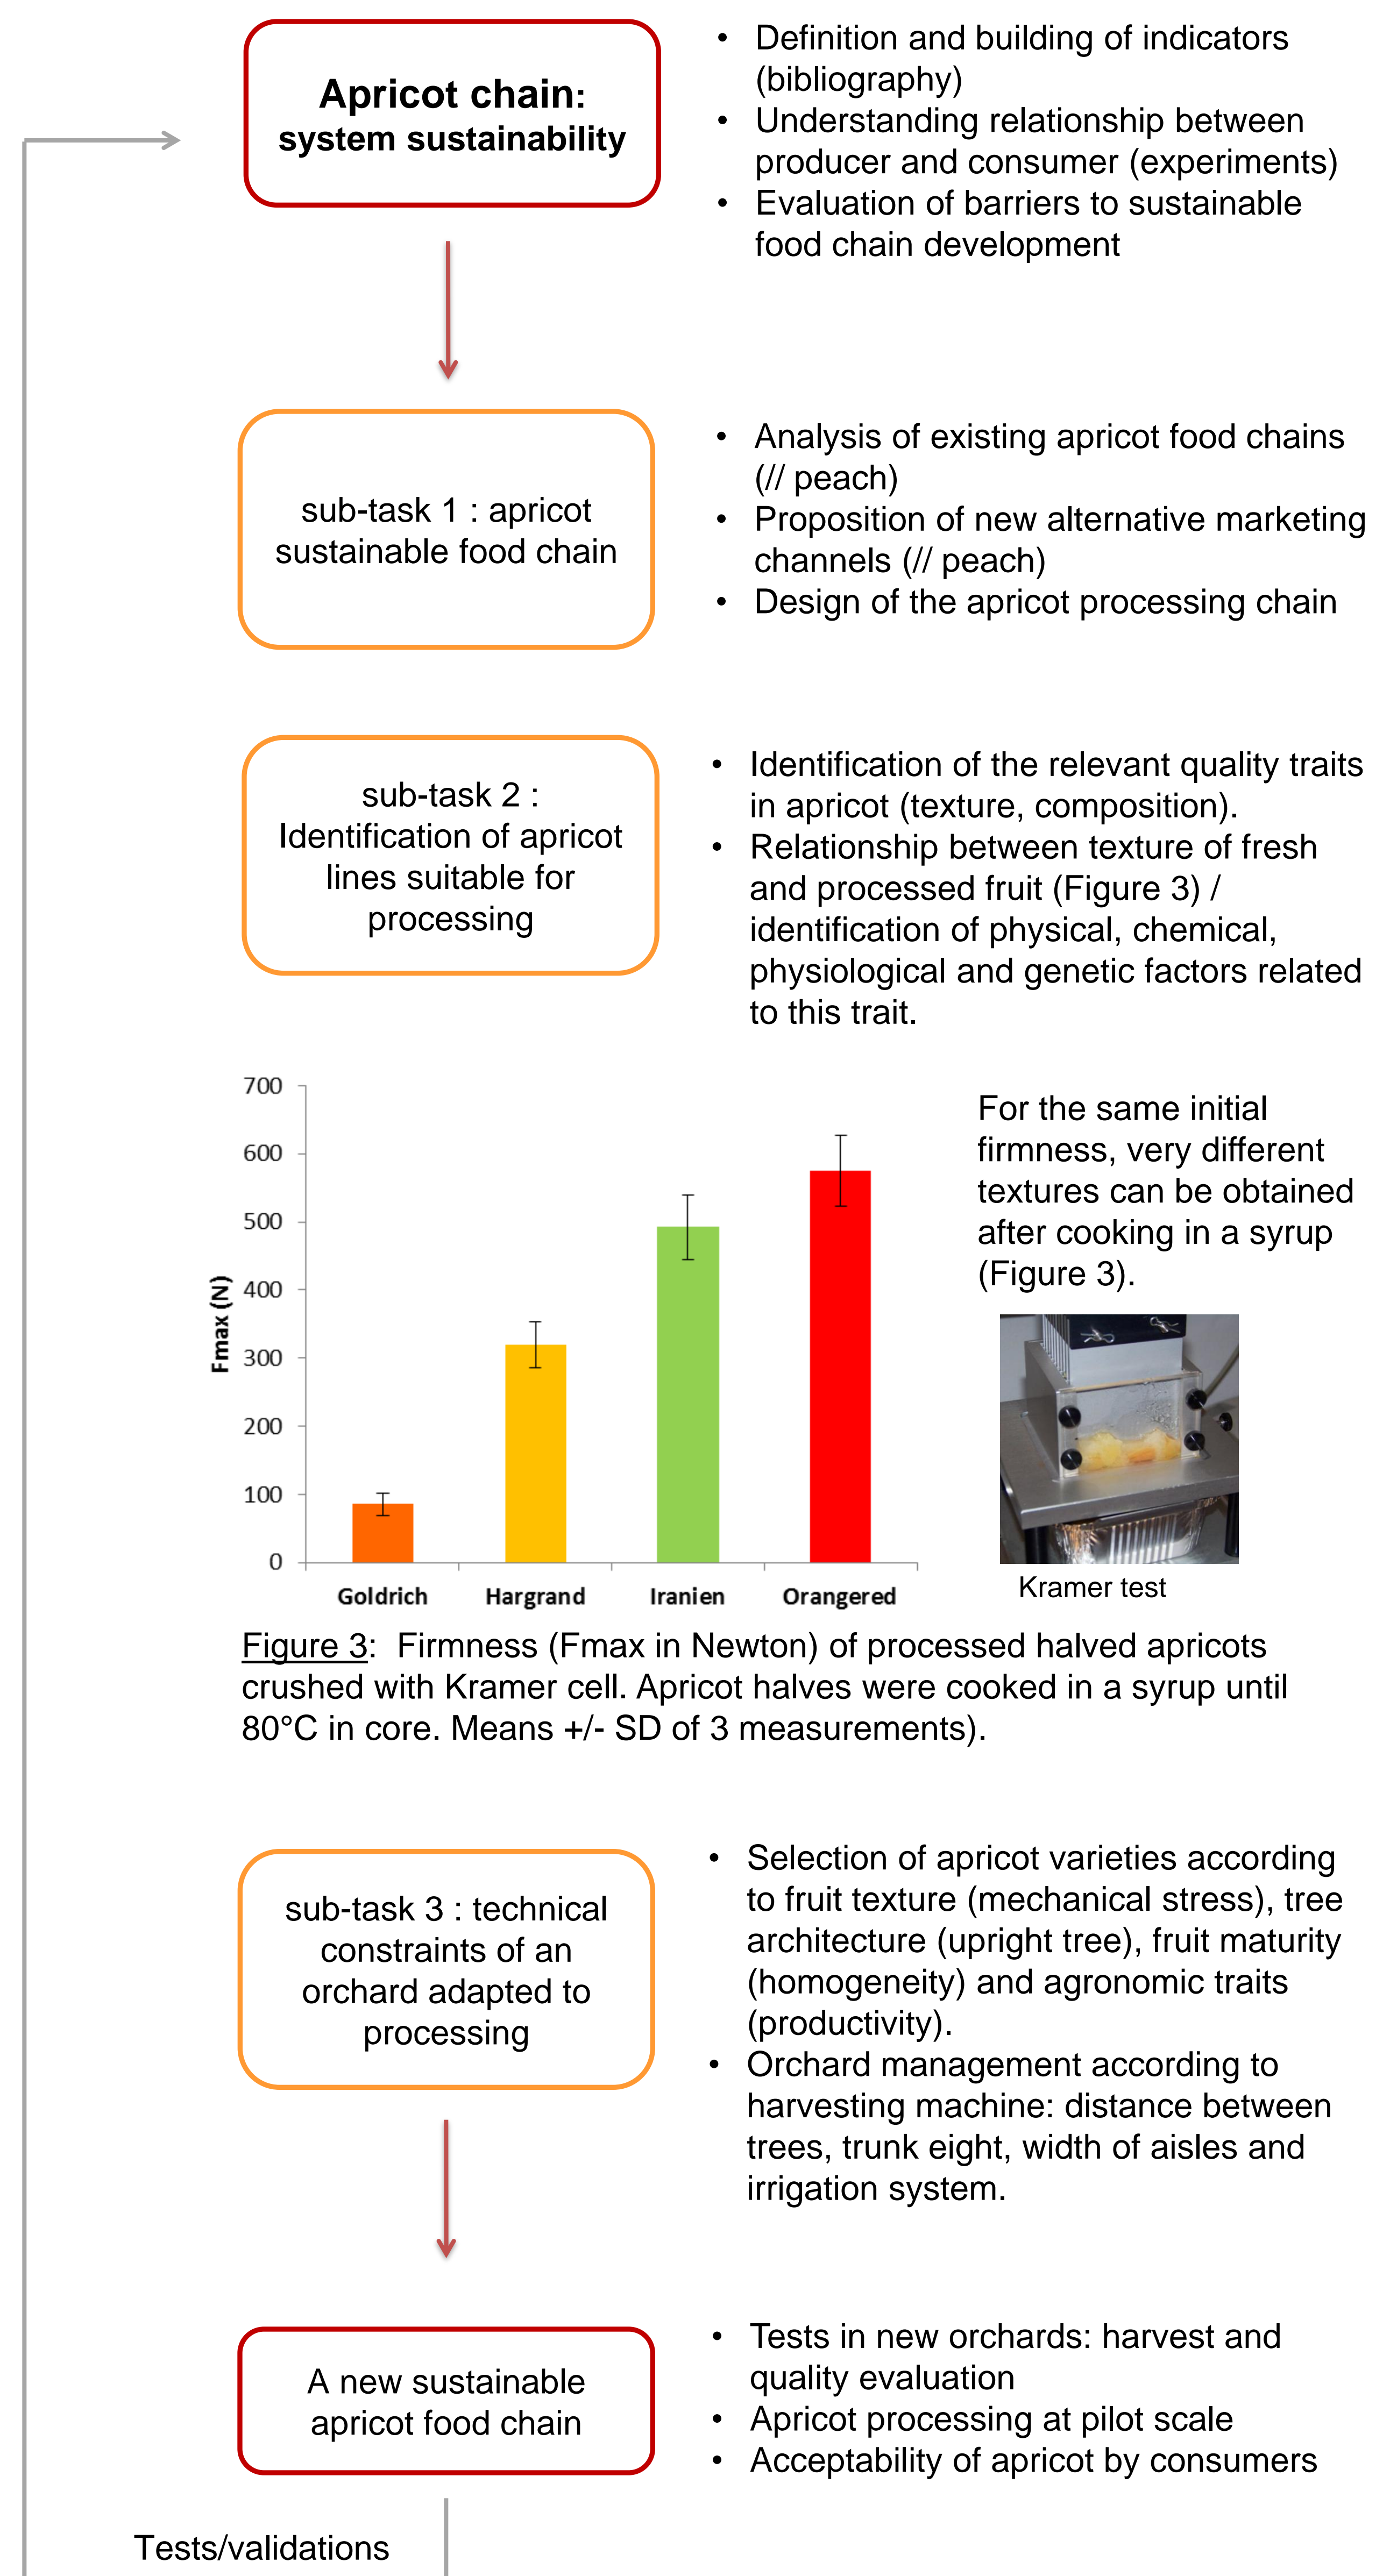 Apricot chain:
system sustainability
• Definition and building of indicators
(bibliography)
• Understanding relationship between
producer and consumer (experiments)
• Evaluation of barriers to sustainable
food chain development
sub-task 1 : apricot
sustainable food chain
• Analysis of existing apricot food chains
(// peach)
• Proposition of new alternative marketing
channels (// peach)
• Design of the apricot processing chain
sub-task 2 :
Identification of apricot
lines suitable for
processing
• Identification of the relevant quality traits
in apricot (texture, composition).
• Relationship between texture of fresh
and processed fruit (Figure 3) /
identification of physical, chemical,
physiological and genetic factors related
to this trait.
700
600
500
400
300
200
100
0
Fmax (N)
Goldrich
Hargrand
Iranien
Orangered
For the same initial
firmness, very different
textures can be obtained
after cooking in a syrup
(Figure 3).
Kramer test
Figure 3: Firmness (Fmax in Newton) of processed halved apricots
crushed with Kramer cell. Apricot halves were cooked in a syrup until
80°C in core. Means +/- SD of 3 measurements).
sub-task 3 : technical
constraints of an
orchard adapted to
processing
• Selection of apricot varieties according
to fruit texture (mechanical stress), tree
architecture (upright tree), fruit maturity
(homogeneity) and agronomic traits
(productivity).
• Orchard management according to
harvesting machine: distance between
trees, trunk eight, width of aisles and
irrigation system.
A new sustainable
apricot food chain
• Tests in new orchards: harvest and
quality evaluation
• Apricot processing at pilot scale
• Acceptability of apricot by consumers
Tests/validations